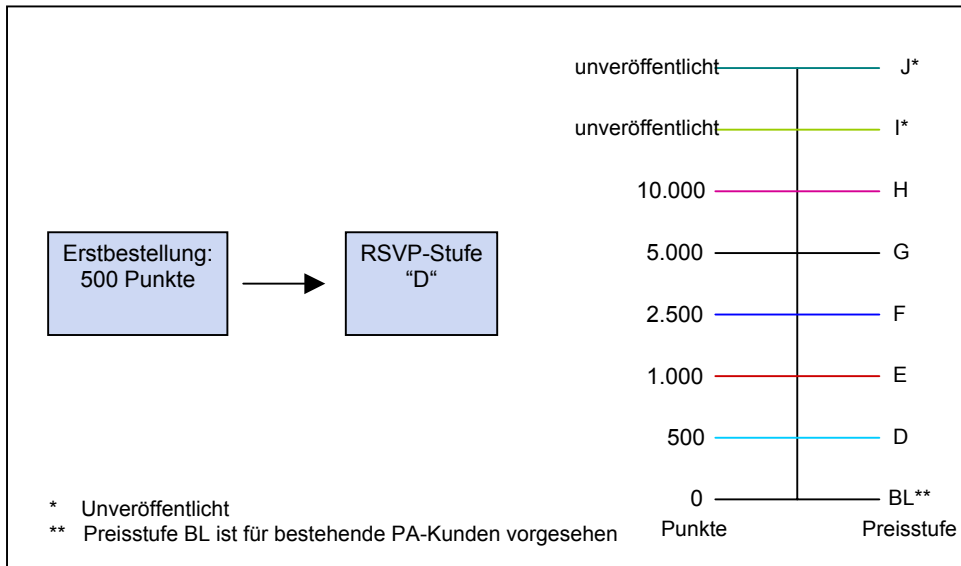 unveröffentlicht J*
unveröffentlicht I*
10.000 H
Erstbestellung:
500 Punkte
RSVP-Stufe
“D“
5.000 G
2.500 F
1.000 E
500 D
0 BL**
Punkte Preisstufe
* Unveröffentlicht
** Preisstufe BL ist für bestehende PA-Kunden vorgesehen